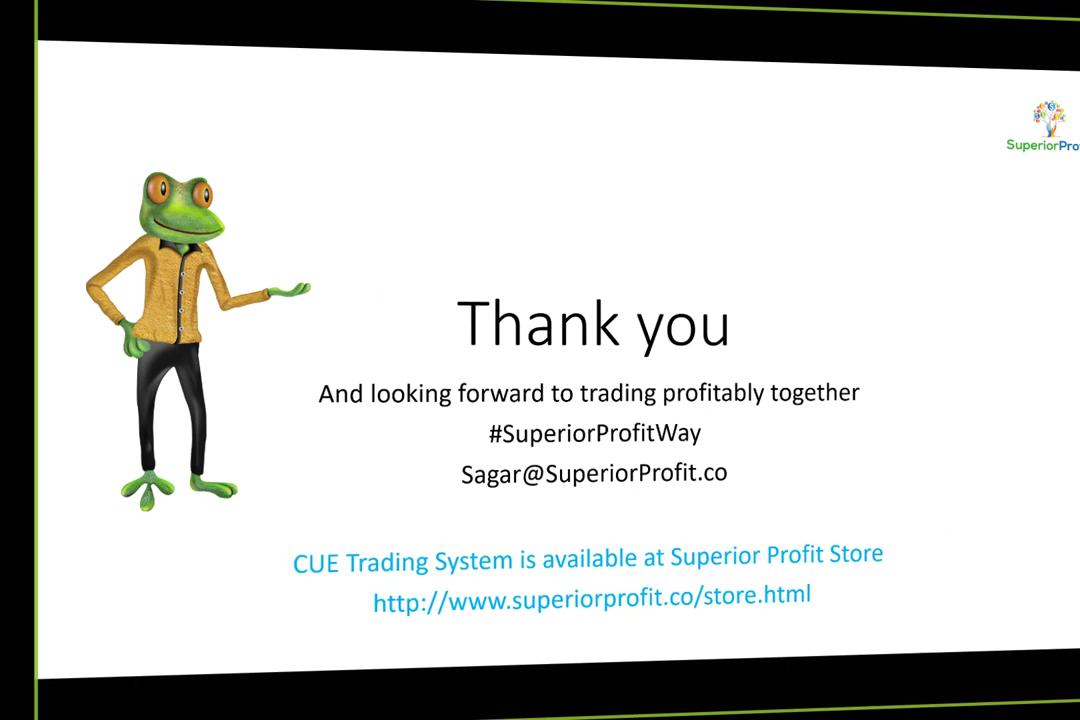 SuperiorProf
Thank you
And looking forward to trading profitably together
#SuperiorProfitWay
Sagar@SuperiorProfit.co
CUE Trading System is available at Superior Profit Store
http://www.superiorprofit.co/store.html